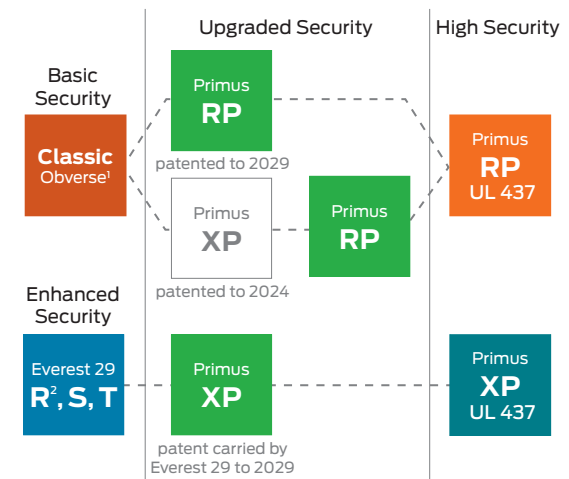 Upgraded Security
High Security
Basic
Security
Classic
Obverse¹
Primus
RP
patented to 2029
Primus
XP
patented to 2024
Primus
RP
Primus
RP
UL 437
Enhanced
Security
Everest 29
R², S, T
Primus
XP
patent carried by
Everest 29 to 2029
Primus
XP
UL 437